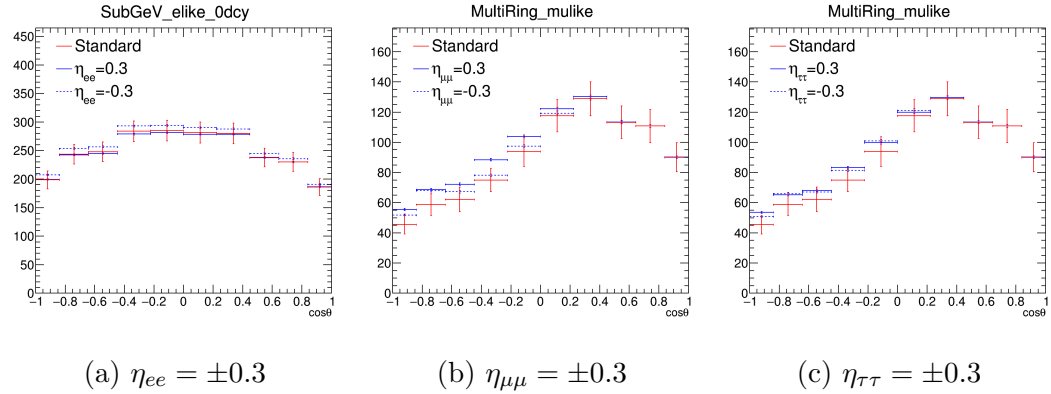 SubGeV_elike_0dcy
Standard
η_ee=0.3
η_ee=-0.3
450
400
350
300
250
200
150
100
50
0
−1 −0.8 −0.6 −0.4 −0.2 0 0.2 0.4 0.6 0.8 1
cosθ
(a) η_ee = ±0.3
MultiRing_mulike
Standard
η_μμ=0.3
η_μμ=-0.3
160
140
120
100
80
60
40
20
0
−1 −0.8 −0.6 −0.4 −0.2 0 0.2 0.4 0.6 0.8 1
cosθ
(b) η_μμ = ±0.3
MultiRing_mulike
Standard
η_ττ=0.3
η_ττ=-0.3
160
140
120
100
80
60
40
20
0
−1 −0.8 −0.6 −0.4 −0.2 0 0.2 0.4 0.6 0.8 1
cosθ
(c) η_ττ = ±0.3